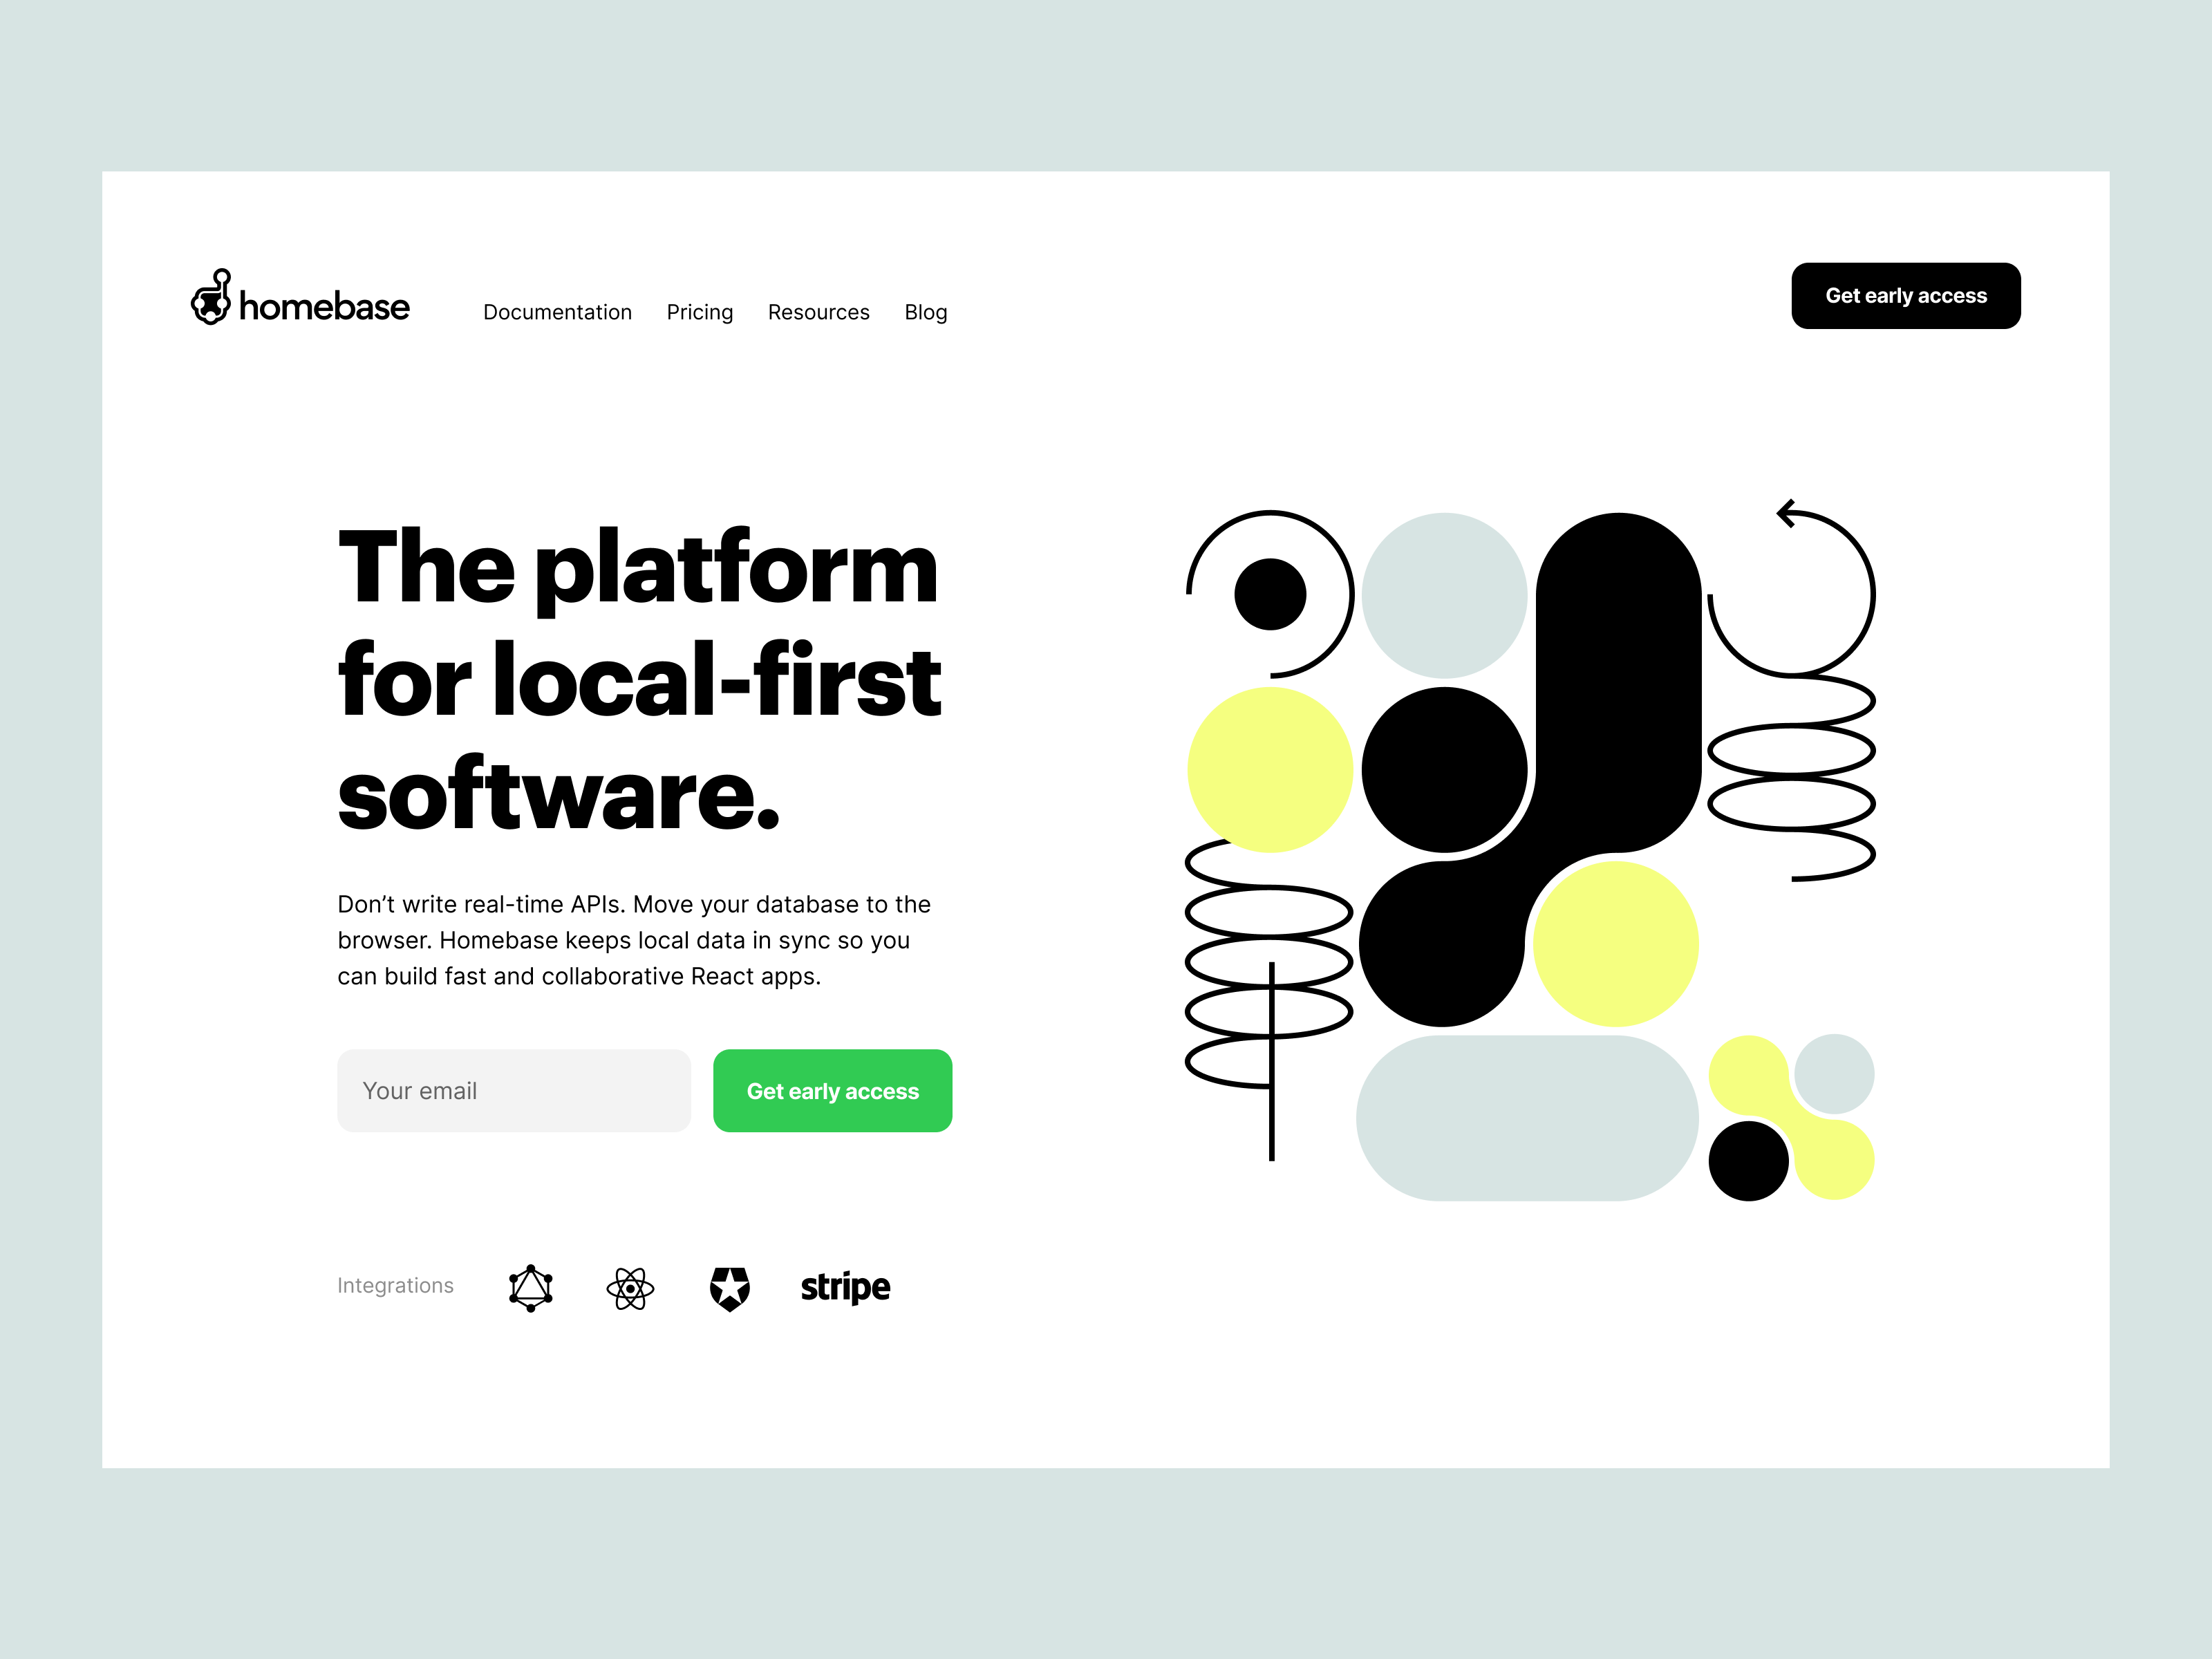 homebase
Documentation
Pricing
Resources
Blog
Get early access
The platform
for local-first
software.
Don’t write real-time APIs. Move your database to the
browser. Homebase keeps local data in sync so you
can build fast and collaborative React apps.
Your email
Get early access
Integrations
stripe